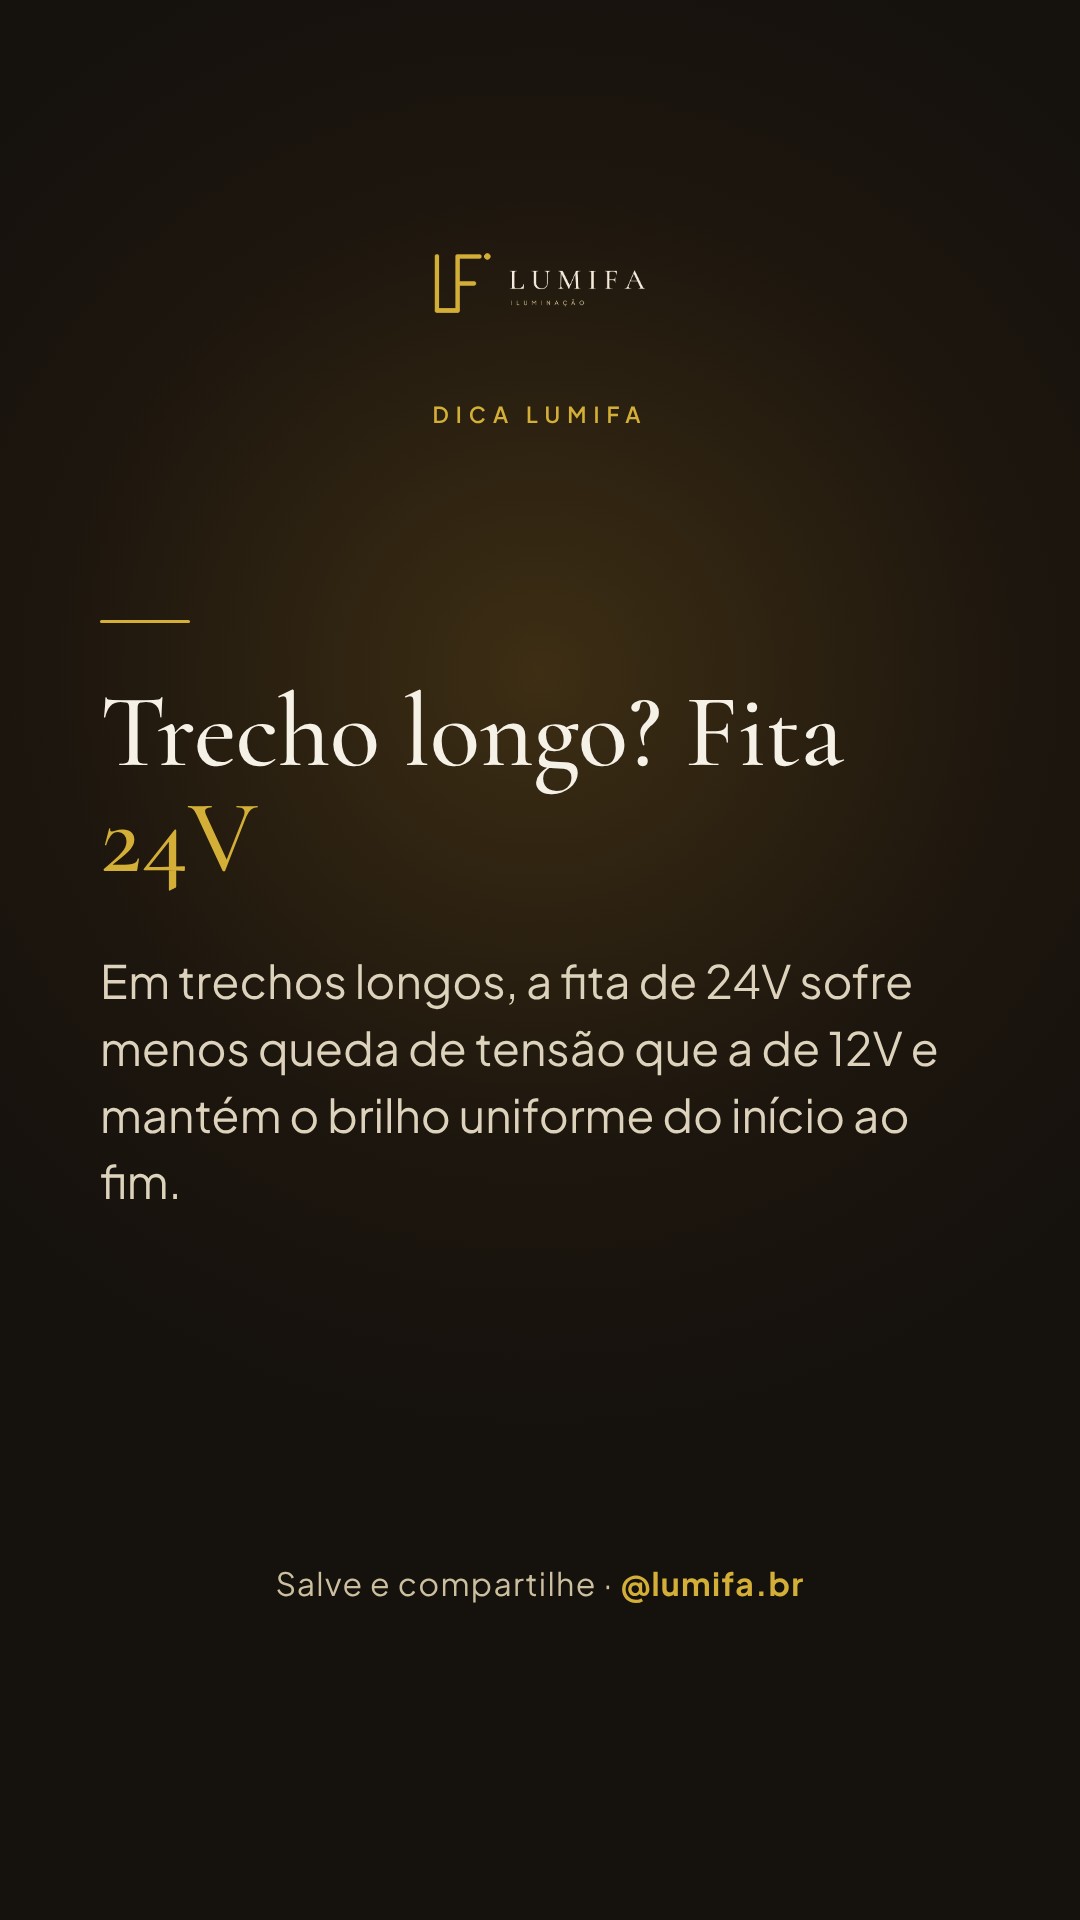 LF
LUMIFA
ILUMINAÇÃO
DICA LUMIFA
Trecho longo? Fita
24V
Em trechos longos, a fita de 24V sofre
menos queda de tensão que a de 12V e
mantém o brilho uniforme do início ao
fim.
Salve e compartilhe · @lumifa.br